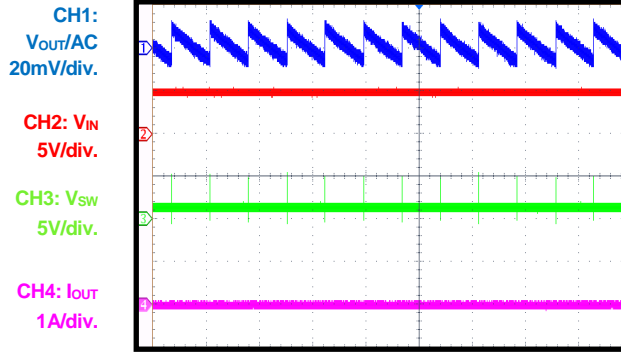 CH1:
VOUT/AC
20mV/div.
1
CH2: VIN
5V/div.
2
CH3: VSW
5V/div.
3
CH4: IOUT
1A/div.
4